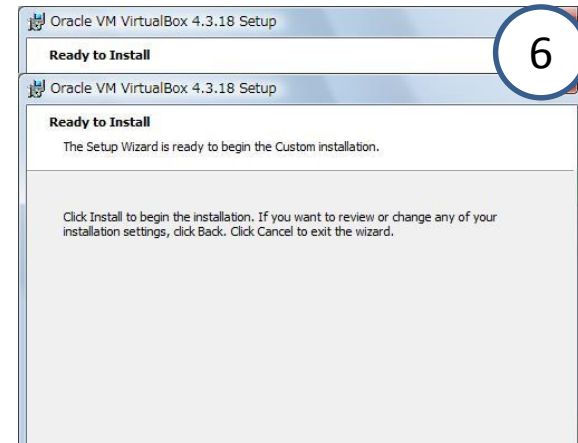 Oracle VM VirtualBox 4.3.18 Setup
Ready to Install
6
Oracle VM VirtualBox 4.3.18 Setup
Ready to Install
The Setup Wizard is ready to begin the Custom installation.
Click Install to begin the installation. If you want to review or change any of your
installation settings, click Back. Click Cancel to exit the wizard.